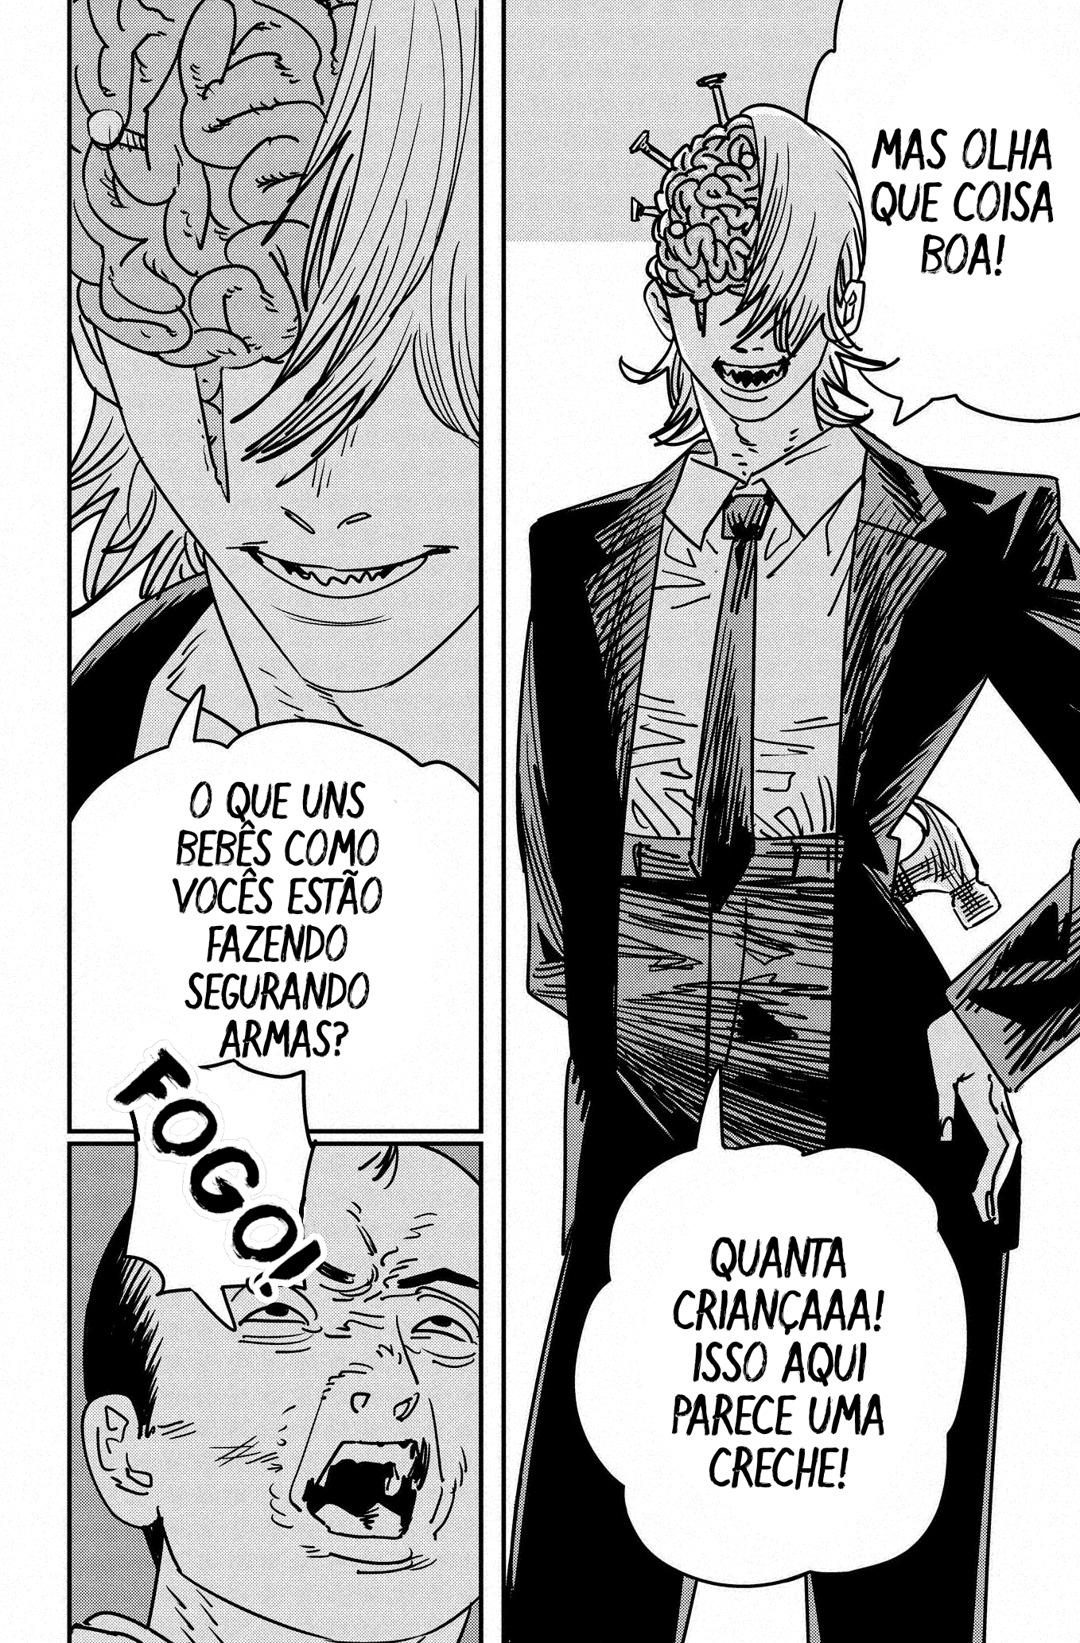 MAS OLHA
QUE COISA
BOA!
QUANTA
CRIANÇAAA!
ISSO AQUI
PARECE UMA
CRECHE!
O QUE UNS
BEBÊS COMO
VOCÊS ESTÃO
FAZENDO
SEGURANDO
ARMAS?
FOGO!